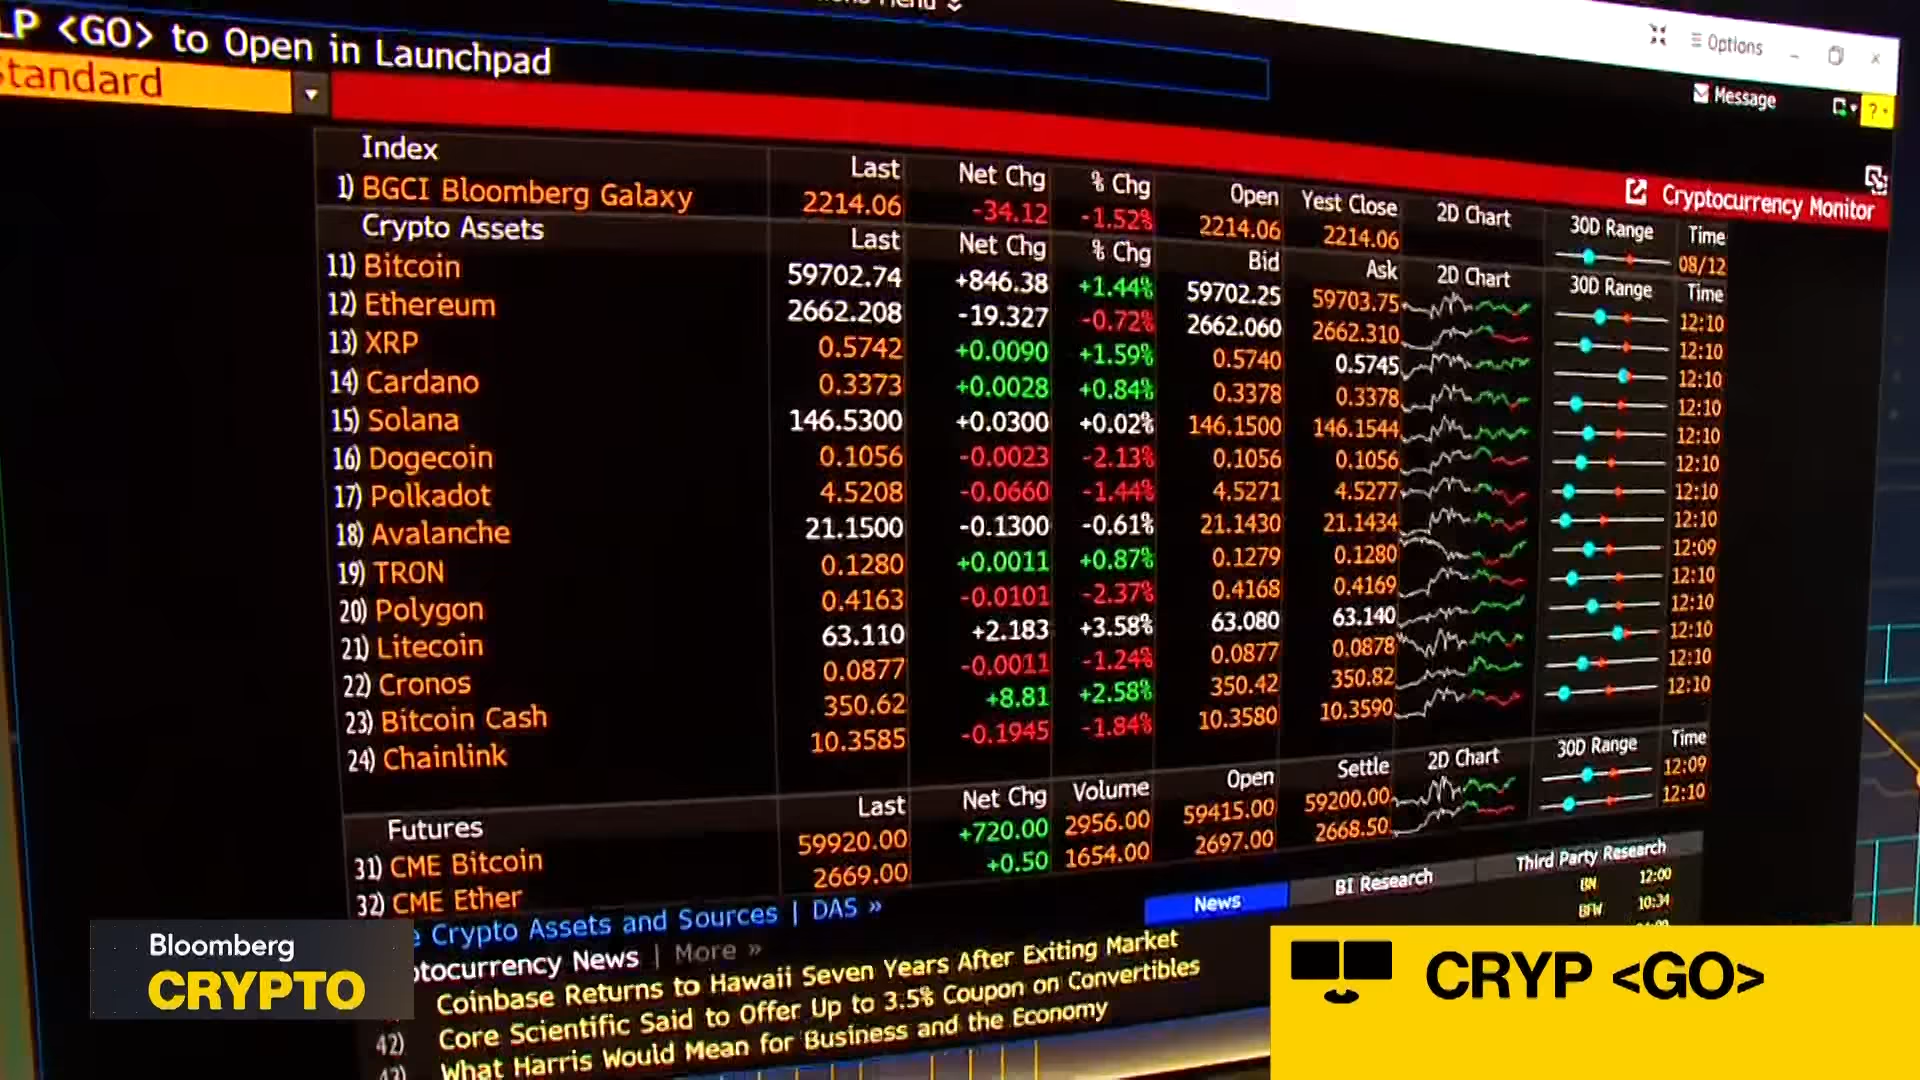 LP <GO> to Open in Launchpad
Options
Standard
Message
?
Cryptocurrency Monitor
Index Last Net Chg % Chg Open Yest Close 2D Chart 30D Range Time
1) BGCI Bloomberg Galaxy 2214.06 -34.12 -1.52% 2214.06 2214.06 08/12
Crypto Assets Last Net Chg % Chg Bid Ask 2D Chart 30D Range Time
11) Bitcoin 59702.74 +846.38 +1.44% 59702.25 59703.75 12:10
12) Ethereum 2662.208 -19.327 -0.72% 2662.060 2662.310 12:10
13) XRP 0.5742 +0.0090 +1.59% 0.5740 0.5745 12:10
14) Cardano 0.3373 +0.0028 +0.84% 0.3378 0.3378 12:10
15) Solana 146.5300 +0.0300 +0.02% 146.1500 146.1544 12:10
16) Dogecoin 0.1056 -0.0023 -2.13% 0.1056 0.1056 12:10
17) Polkadot 4.5208 -0.0660 -1.44% 4.5271 4.5277 12:10
18) Avalanche 21.1500 -0.1300 -0.61% 21.1430 21.1434 12:10
19) TRON 0.1280 +0.0011 +0.87% 0.1279 0.1280 12:09
20) Polygon 0.4163 -0.0101 -2.37% 0.4168 0.4169 12:10
21) Litecoin 63.110 +2.183 +3.58% 63.080 63.140 12:10
22) Cronos 0.0877 -0.0011 -1.24% 0.0877 0.0878 12:10
23) Bitcoin Cash 350.62 +8.81 +2.58% 350.42 350.82 12:10
24) Chainlink 10.3585 -0.1945 -1.84% 10.3580 10.3590 12:10
Futures Last Net Chg Volume Open Settle 2D Chart 30D Range Time
31) CME Bitcoin 59920.00 +720.00 2956.00 59415.00 59200.00 12:09
32) CME Ether 2669.00 +0.50 1654.00 2697.00 2668.50 12:10
Crypto Assets and Sources | DAS »
News BI Research Third Party Research
ptocurrency News | More »
Coinbase Returns to Hawaii Seven Years After Exiting Market BN 12:00
42) Core Scientific Said to Offer Up to 3.5% Coupon on Convertibles BFW 10:34
43) What Harris Would Mean for Business and the Economy
Bloomberg
CRYPTO
CRYP <GO>